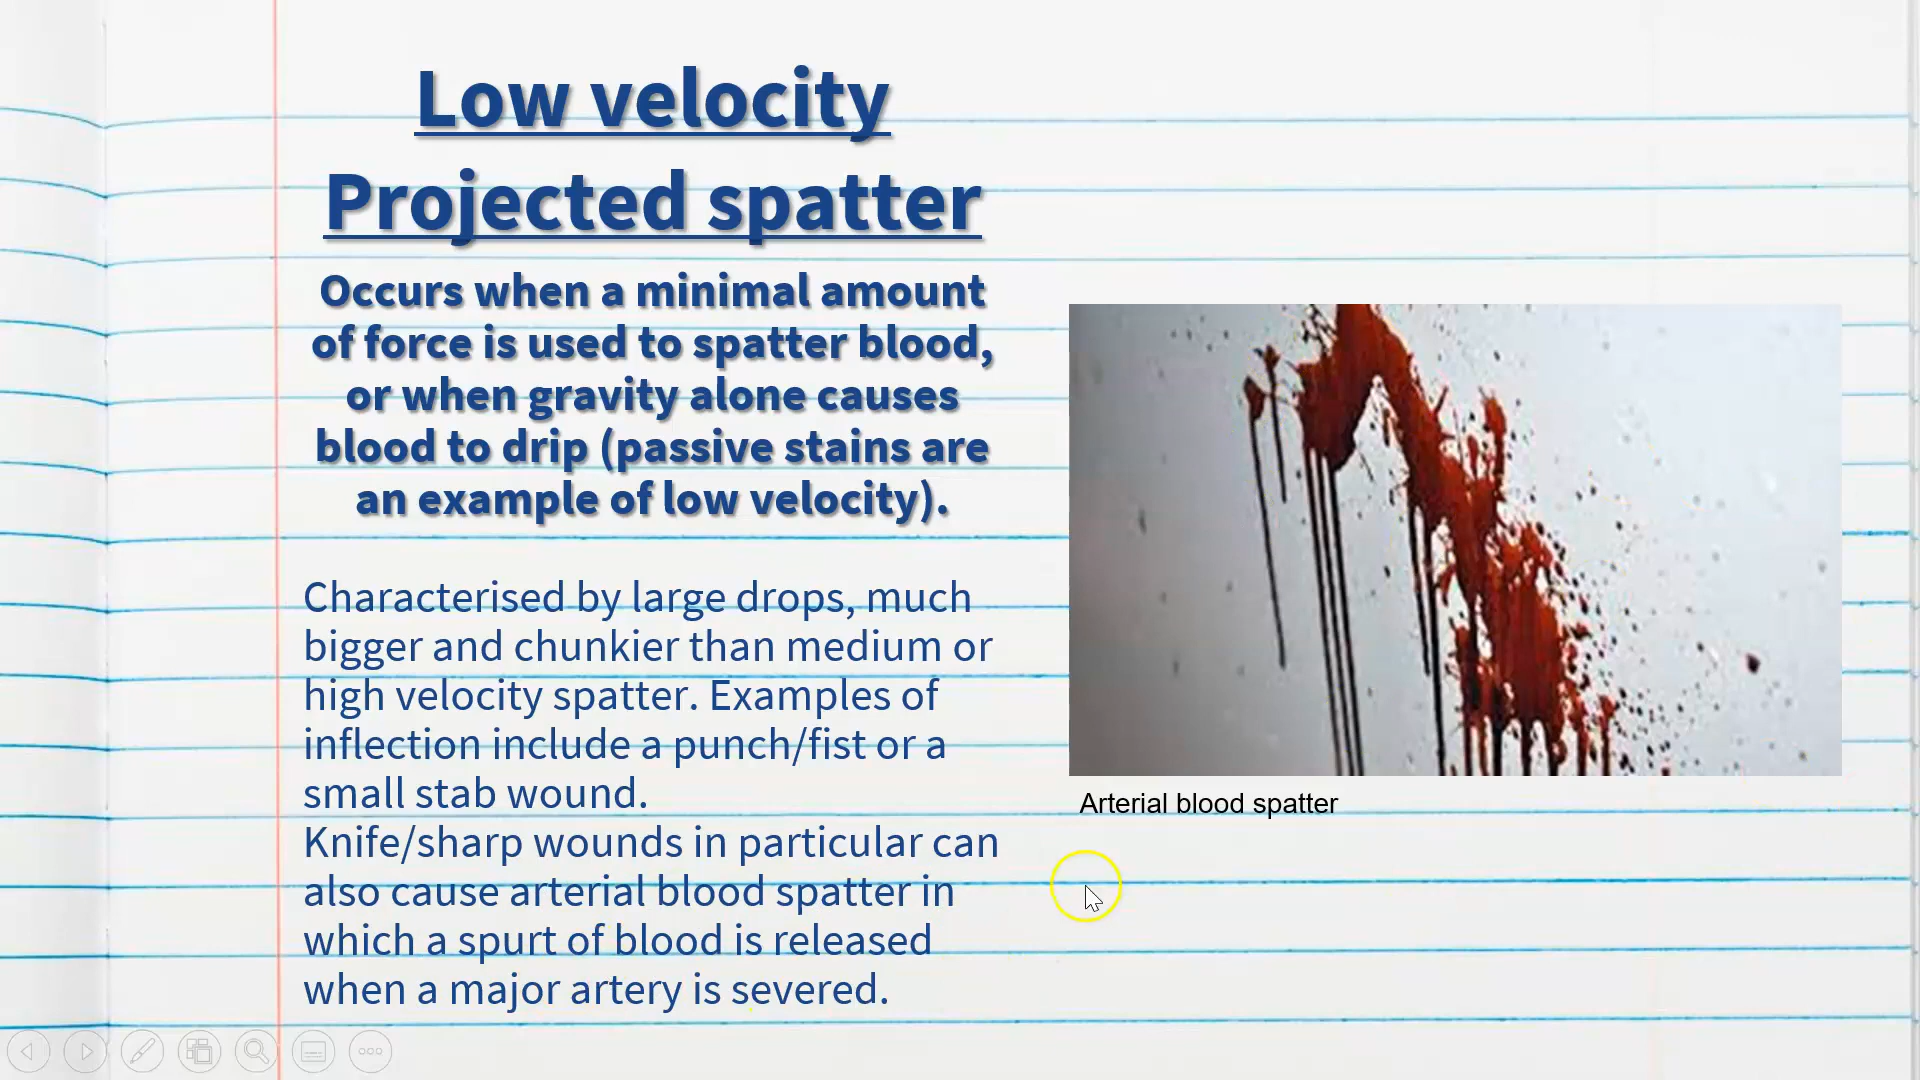 Low velocity
Projected spatter
Occurs when a minimal amount
of force is used to spatter blood,
or when gravity alone causes
blood to drip (passive stains are
an example of low velocity).
Characterised by large drops, much
bigger and chunkier than medium or
high velocity spatter. Examples of
inflection include a punch/fist or a
small stab wound.
Knife/sharp wounds in particular can
also cause arterial blood spatter in
which a spurt of blood is released
when a major artery is severed.
Arterial blood spatter